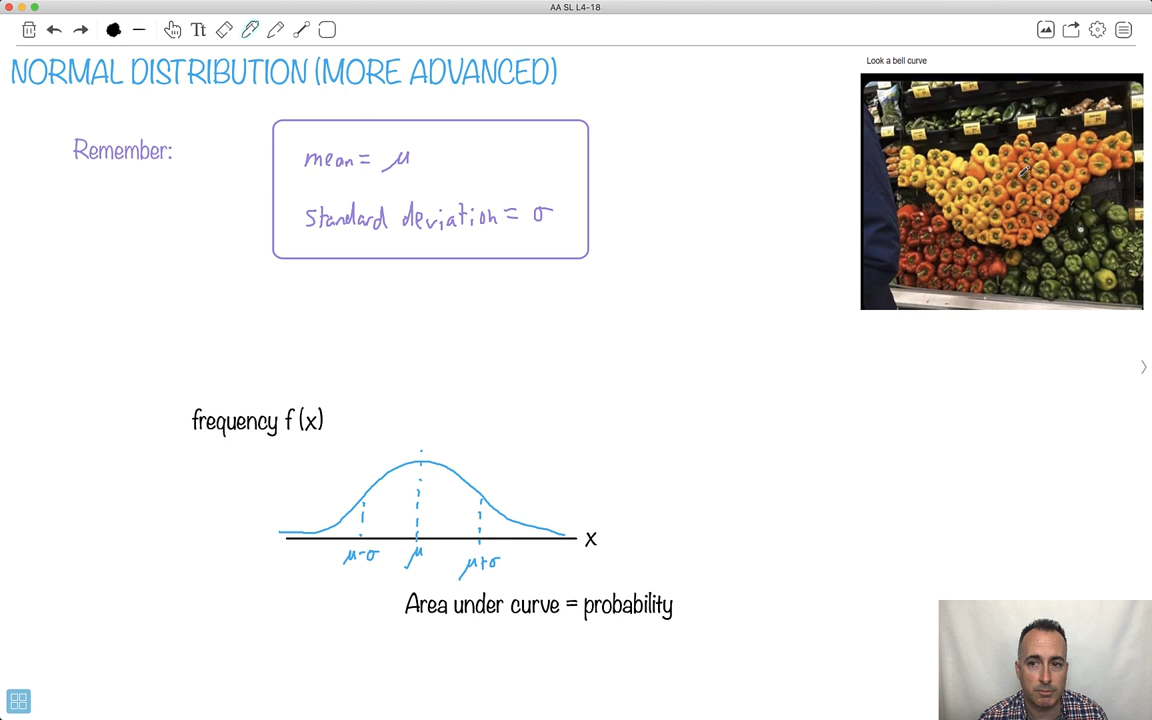 AA SL L4-18
Tt
NORMAL DISTRIBUTION (MORE ADVANCED)
Look a bell curve
Remember:
mean = μ
standard deviation = σ
frequency f (x)
x
μ-σ μ μ+σ
Area under curve = probability